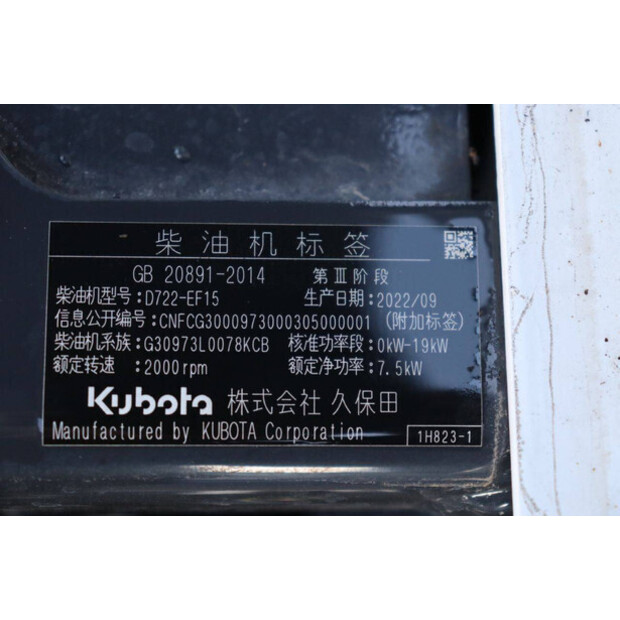 柴油机标签
GB 20891-2014 第Ⅲ阶段
柴油机型号:D722-EF15 生产日期:2022/09
信息公开编号:CNFCG3000973000305000001 (附加标签)
柴油机系族:G30973L0078KCB 核准功率段:0kW-19kW
额定转速:2000rpm 额定净功率:7.5kW
Kubota 株式会社 久保田
Manufactured by KUBOTA Corporation 1H823-1